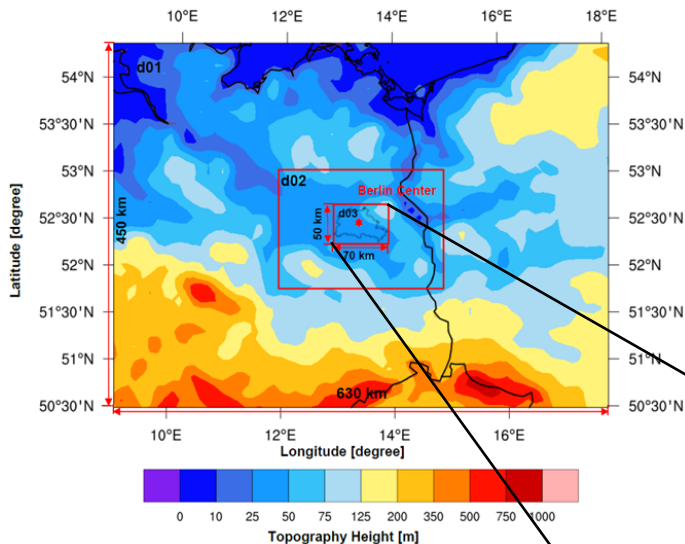 10°E 12°E 14°E 16°E 18°E
d01
54°N 54°N
53°30'N 53°30'N
53°N 53°N
d02
Berlin Center
52°30'N 52°30'N
d03
50 km
450 km
70 km
52°N 52°N
51°30'N 51°30'N
51°N 51°N
50°30'N 50°30'N
630 km
Latitude [degree]
10°E 12°E 14°E 16°E
Longitude [degree]
0 10 25 50 75 125 200 350 500 750 1000
Topography Height [m]